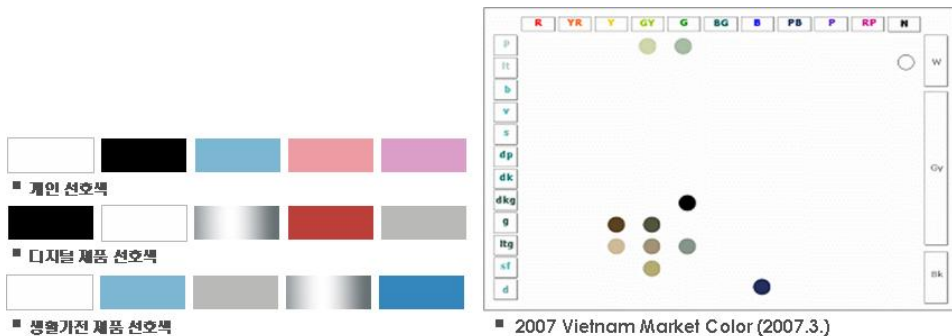 ■ 개인 선호색
■ 디지털 제품 선호색
■ 생활가전 제품 선호색
R YR Y GY G BG B PB P RP N
P
lt
b
v
s
dp
dk
dkg
g
ltg
sf
d
W
Gy
Bk
■ 2007 Vietnam Market Color (2007.3.)